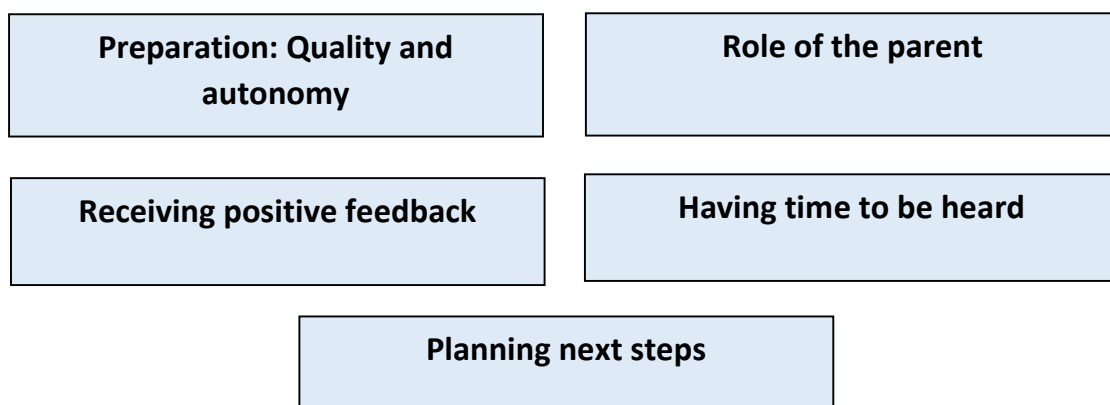 Preparation: Quality and
autonomy
Role of the parent
Receiving positive feedback
Having time to be heard
Planning next steps